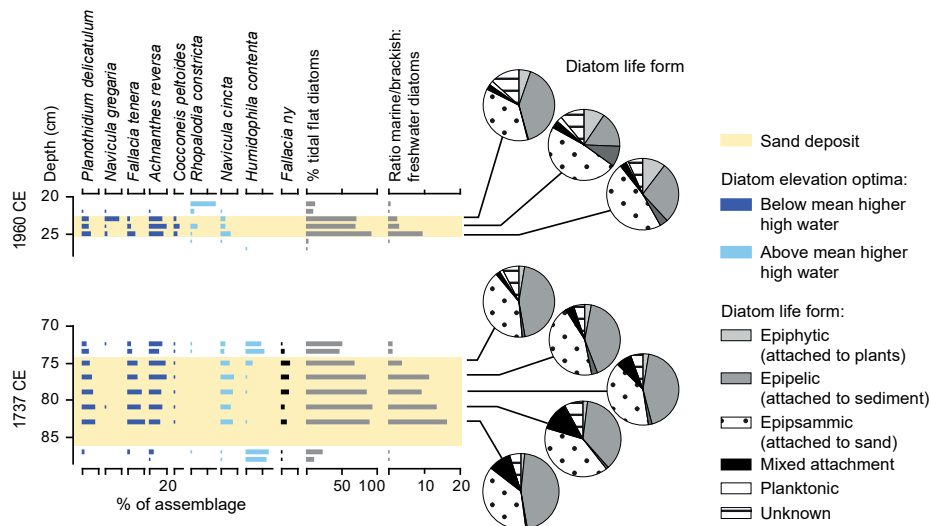 Depth (cm)
Planothidium delicatulum
Navicula gregaria
Fallacia tenera
Achnanthes reversa
Cocconeis peltoides
Rhopalodia constricta
Navicula cincta
Humidophila contenta
Fallacia ny
% tidal flat diatoms
Ratio marine/brackish:
freshwater diatoms
Diatom life form
1960 CE
20
25
1737 CE
70
75
80
85
20
50 100
10 20
% of assemblage
Sand deposit
Diatom elevation optima:
Below mean higher
high water
Above mean higher
high water
Diatom life form:
Epiphytic
(attached to plants)
Epipelic
(attached to sediment)
Epipsammic
(attached to sand)
Mixed attachment
Planktonic
Unknown